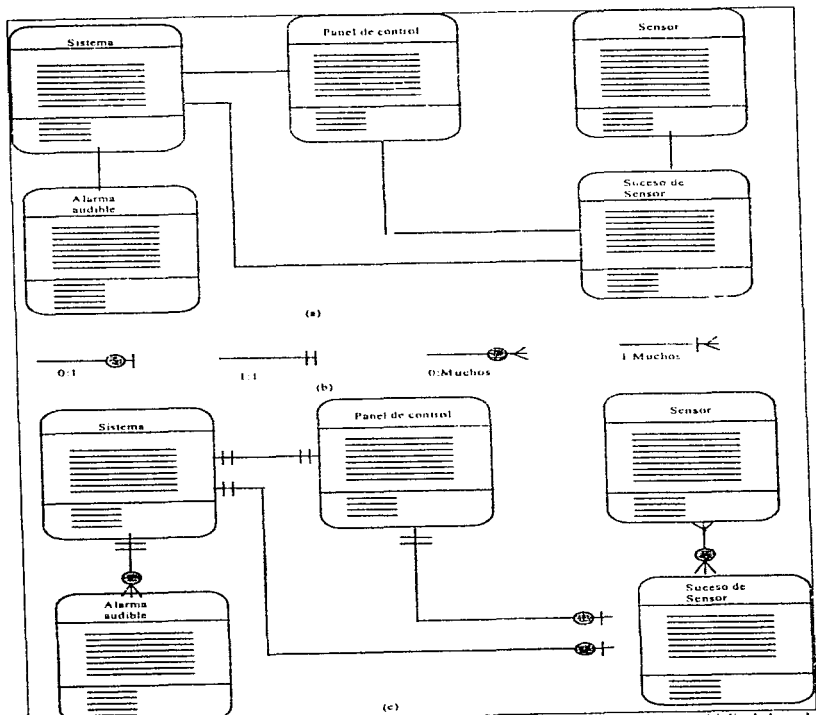 Sistema
Panel de control
Sensor
Alarma
audible
Suceso de
Sensor
(a)
0:1
1:1
0:Muchos
1 Muchos
(b)
Sistema
Panel de control
Sensor
Alarma
audible
Suceso de
Sensor
(c)